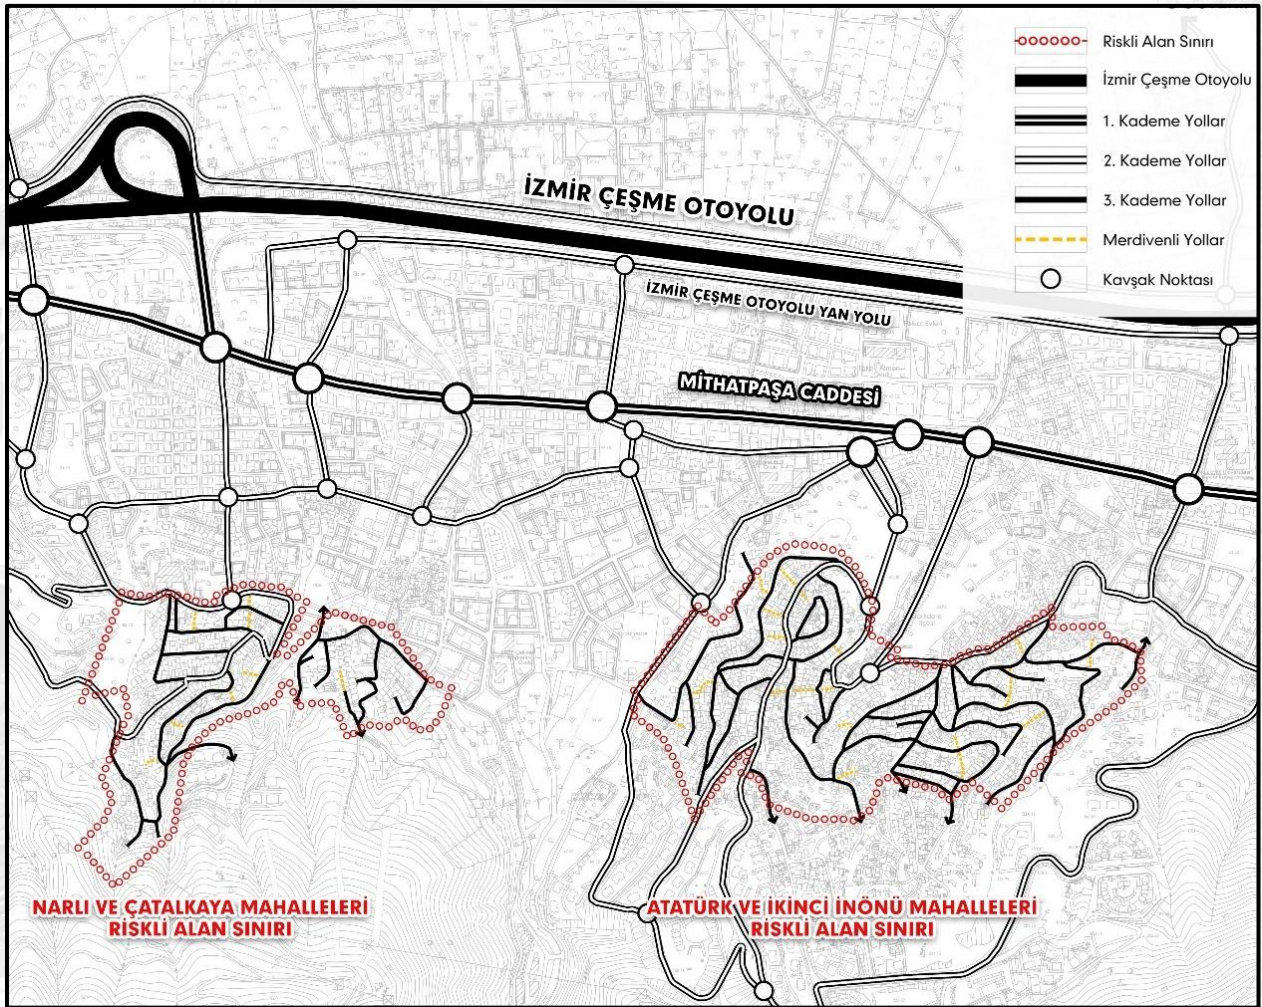 Riskli Alan Sınırı
İzmir Çeşme Otoyolu
1. Kademe Yollar
2. Kademe Yollar
3. Kademe Yollar
Merdivenli Yollar
Kavşak Noktası
İZMİR ÇEŞME OTOYOLU
İZMİR ÇEŞME OTOYOLU YAN YOLU
MİTHATPAŞA CADDESİ
NARLI VE ÇATALKAYA MAHALLELERİ
RİSKLİ ALAN SINIRI
ATATÜRK VE İKİNCİ İNÖNÜ MAHALLELERİ
RİSKLİ ALAN SINIRI